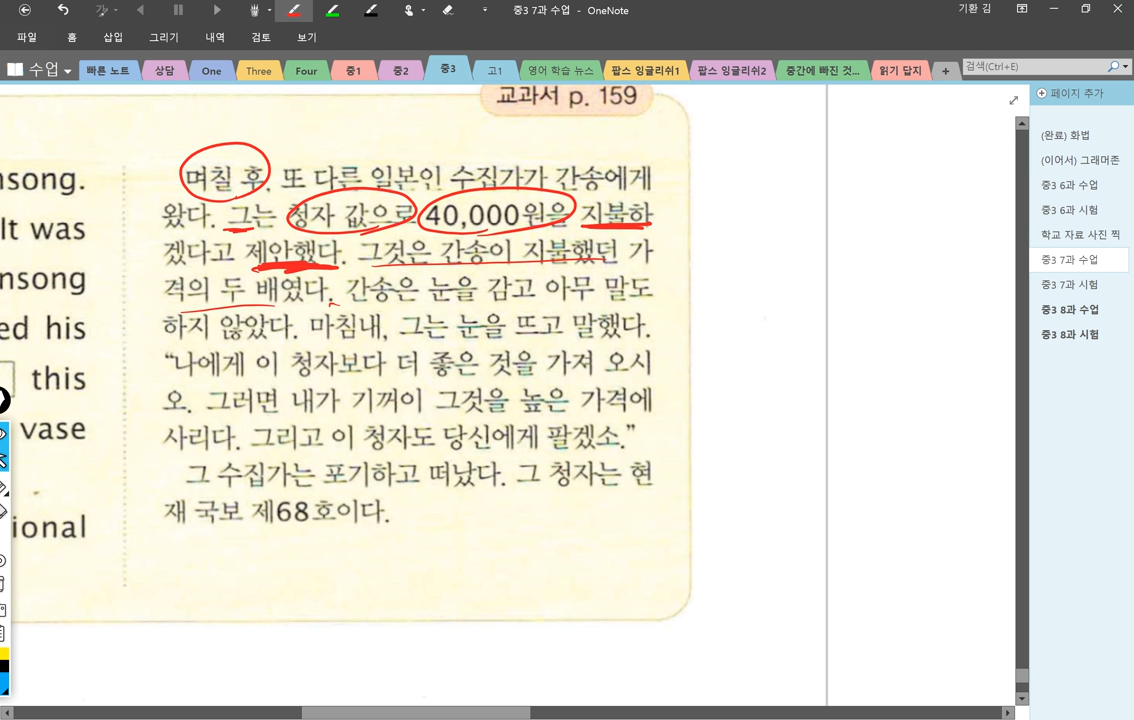 중3 7과 수업 - OneNote
기환 김
파일 홈 삽입 그리기 내역 검토 보기
수업 빠른 노트 상담 One Three Four 중1 중2 중3 고1 영어 학습 뉴스 팝스 잉글리쉬1 팝스 잉글리쉬2 중간에 빠진 것... 읽기 답지 +
검색(Ctrl+E)
페이지 추가
(완료) 화법
(이어서) 그래머존
중3 6과 수업
중3 6과 시험
학교 자료 사진 찍
중3 7과 수업
중3 7과 시험
중3 8과 수업
중3 8과 시험
교과서 p. 159
nsong.
It was
nsong
ed his
this
vase
ional
며칠 후, 또 다른 일본인 수집가가 간송에게
왔다. 그는 청자 값으로 40,000원을 지불하
겠다고 제안했다. 그것은 간송이 지불했던 가
격의 두 배였다. 간송은 눈을 감고 아무 말도
하지 않았다. 마침내, 그는 눈을 뜨고 말했다.
“나에게 이 청자보다 더 좋은 것을 가져 오시
오. 그러면 내가 기꺼이 그것을 높은 가격에
사리다. 그리고 이 청자도 당신에게 팔겠소.”
그 수집가는 포기하고 떠났다. 그 청자는 현
재 국보 제68호이다.